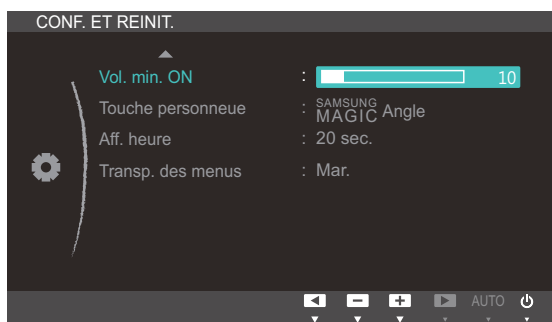 CONF. ET REINIT.
Vol. min. ON : 10
Touche personneue : SAMSUNG MAGIC Angle
Aff. heure : 20 sec.
Transp. des menus : Mar.
AUTO